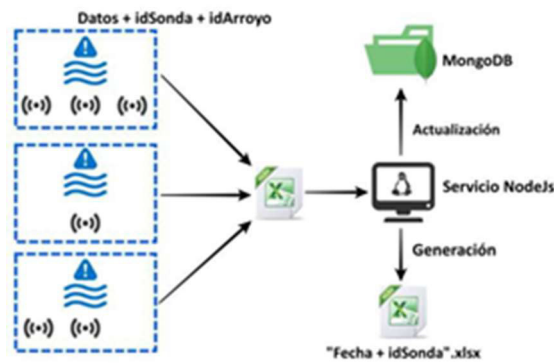 Datos + idSonda + idArroyo
MongoDB
Actualización
Servicio NodeJs
Generación
"Fecha + idSonda".xlsx